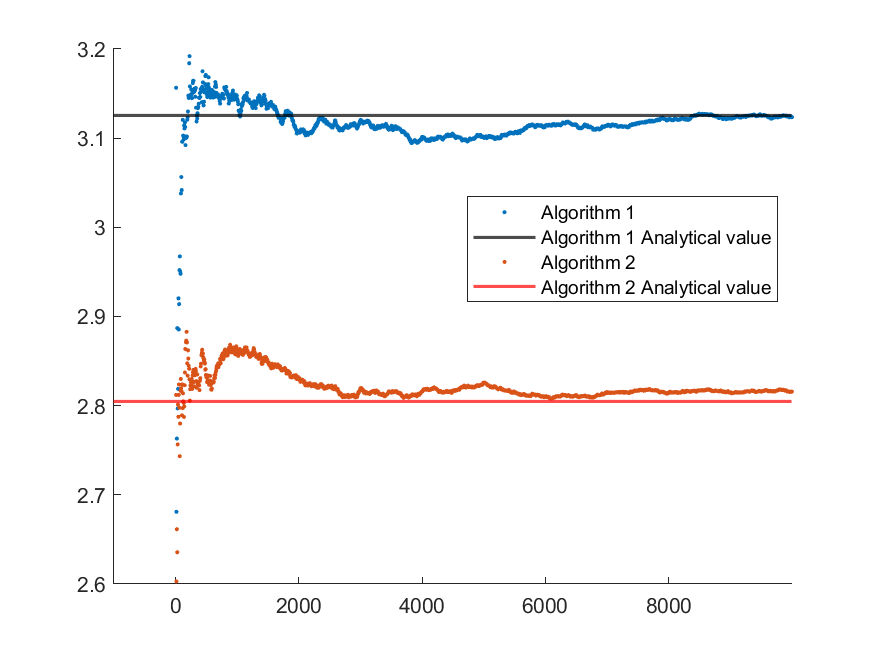 3.2
3.1
3
2.9
2.8
2.7
2.6
Algorithm 1
Algorithm 1 Analytical value
Algorithm 2
Algorithm 2 Analytical value
0 2000 4000 6000 8000